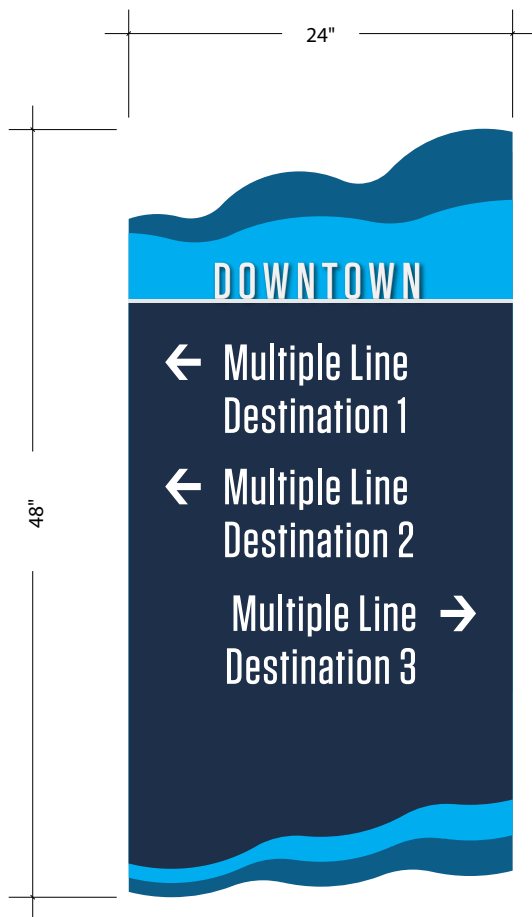 24"
48"
DOWNTOWN
← Multiple Line
Destination 1
← Multiple Line
Destination 2
Multiple Line →
Destination 3